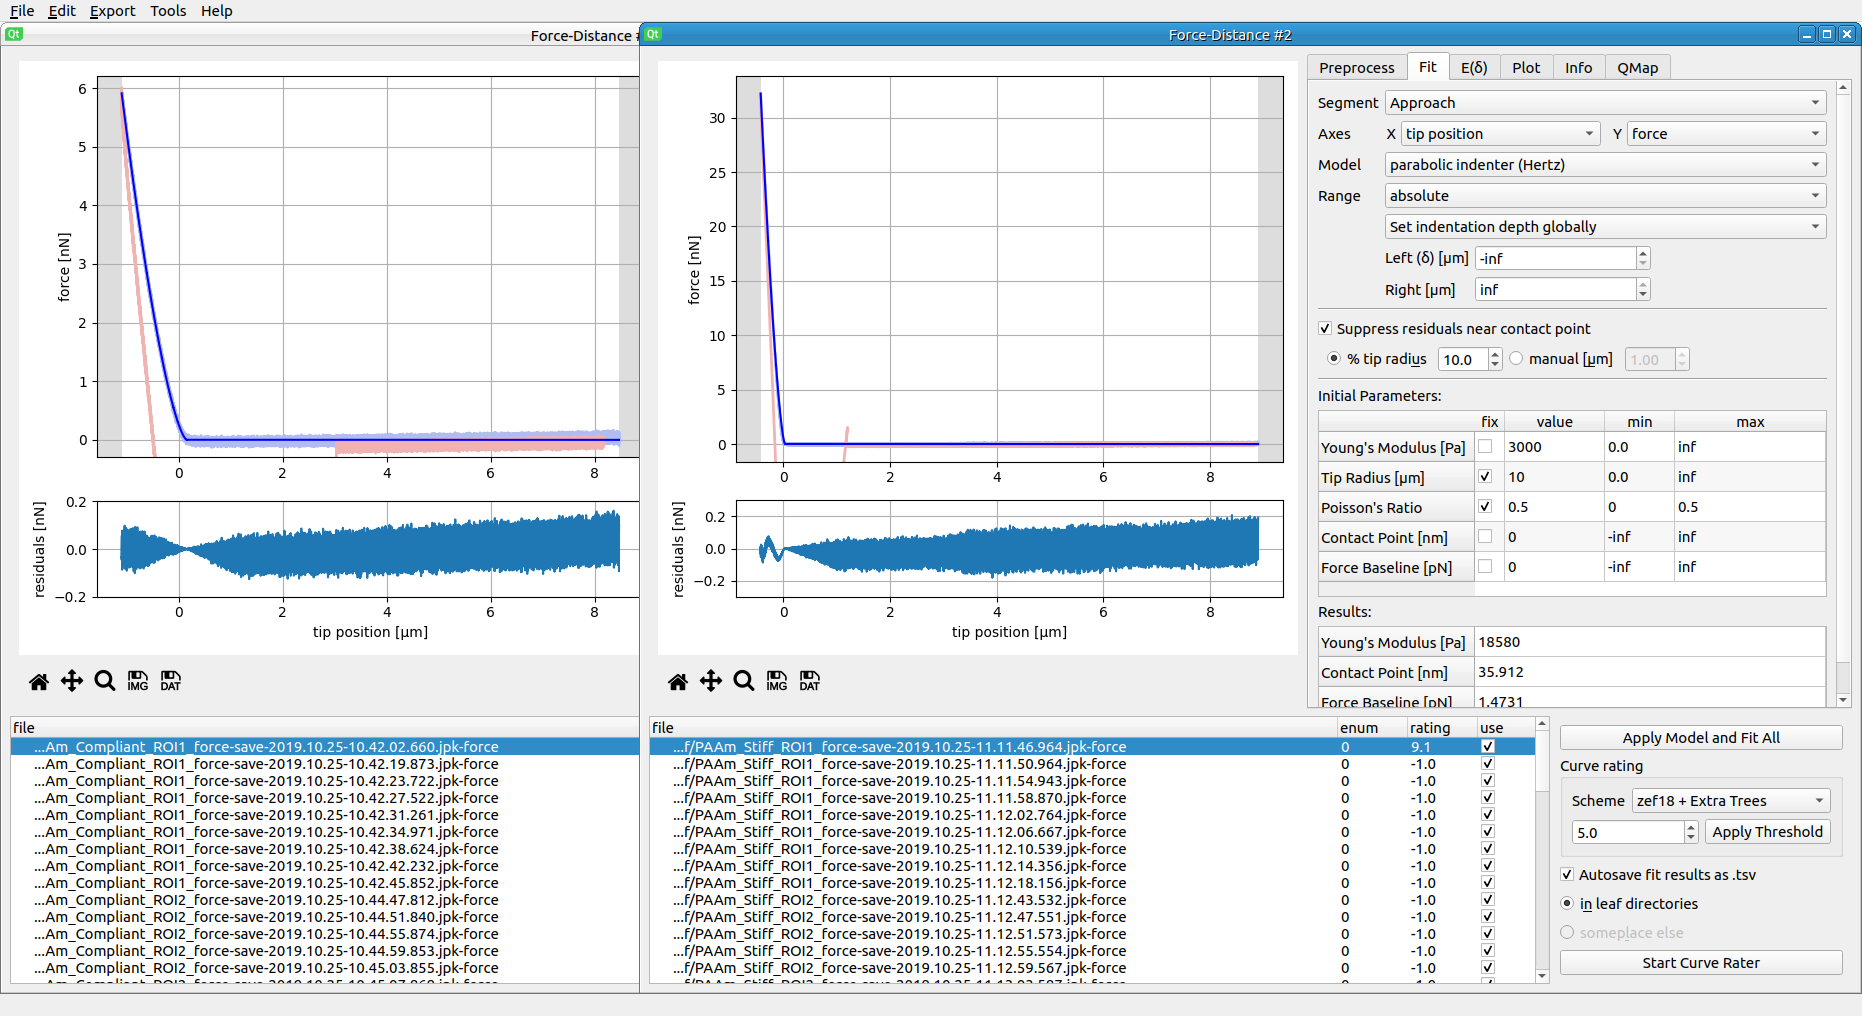 File Edit Export Tools Help
Force-Distance #
6
5
4
3
2
1
0
force [nN]
0 2 4 6 8
0.2
0.0
−0.2
residuals [nN]
0 2 4 6 8
tip position [µm]
IMG DAT
file
...Am_Compliant_ROI1_force-save-2019.10.25-10.42.02.660.jpk-force
...Am_Compliant_ROI1_force-save-2019.10.25-10.42.19.873.jpk-force
...Am_Compliant_ROI1_force-save-2019.10.25-10.42.23.722.jpk-force
...Am_Compliant_ROI1_force-save-2019.10.25-10.42.27.522.jpk-force
...Am_Compliant_ROI1_force-save-2019.10.25-10.42.31.261.jpk-force
...Am_Compliant_ROI1_force-save-2019.10.25-10.42.34.971.jpk-force
...Am_Compliant_ROI1_force-save-2019.10.25-10.42.38.624.jpk-force
...Am_Compliant_ROI1_force-save-2019.10.25-10.42.42.232.jpk-force
...Am_Compliant_ROI1_force-save-2019.10.25-10.42.45.852.jpk-force
...Am_Compliant_ROI2_force-save-2019.10.25-10.44.47.812.jpk-force
...Am_Compliant_ROI2_force-save-2019.10.25-10.44.51.840.jpk-force
...Am_Compliant_ROI2_force-save-2019.10.25-10.44.55.874.jpk-force
...Am_Compliant_ROI2_force-save-2019.10.25-10.44.59.853.jpk-force
...Am_Compliant_ROI2_force-save-2019.10.25-10.45.03.855.jpk-force
Qt Force-Distance #2
30
25
20
15
10
5
0
force [nN]
0 2 4 6 8
0.2
0.0
−0.2
residuals [nN]
0 2 4 6 8
tip position [µm]
IMG DAT
Preprocess Fit E(δ) Plot Info QMap
Segment Approach
Axes X tip position Y force
Model parabolic indenter (Hertz)
Range absolute
Set indentation depth globally
Left (δ) [µm] -inf
Right [µm] inf
Suppress residuals near contact point
% tip radius 10.0 manual [µm] 1.00
Initial Parameters:
fix value min max
Young's Modulus [Pa] 3000 0.0 inf
Tip Radius [µm] 10 0.0 inf
Poisson's Ratio 0.5 0 0.5
Contact Point [nm] 0 -inf inf
Force Baseline [pN] 0 -inf inf
Results:
Young's Modulus [Pa] 18580
Contact Point [nm] 35.912
Force Baseline [pN] 1.4731
file enum rating use
...f/PAAm_Stiff_ROI1_force-save-2019.10.25-11.11.46.964.jpk-force 0 9.1
...f/PAAm_Stiff_ROI1_force-save-2019.10.25-11.11.50.964.jpk-force 0 -1.0
...f/PAAm_Stiff_ROI1_force-save-2019.10.25-11.11.54.943.jpk-force 0 -1.0
...f/PAAm_Stiff_ROI1_force-save-2019.10.25-11.11.58.870.jpk-force 0 -1.0
...f/PAAm_Stiff_ROI1_force-save-2019.10.25-11.12.02.764.jpk-force 0 -1.0
...f/PAAm_Stiff_ROI1_force-save-2019.10.25-11.12.06.667.jpk-force 0 -1.0
...f/PAAm_Stiff_ROI1_force-save-2019.10.25-11.12.10.539.jpk-force 0 -1.0
...f/PAAm_Stiff_ROI1_force-save-2019.10.25-11.12.14.356.jpk-force 0 -1.0
...f/PAAm_Stiff_ROI1_force-save-2019.10.25-11.12.18.156.jpk-force 0 -1.0
...f/PAAm_Stiff_ROI2_force-save-2019.10.25-11.12.43.532.jpk-force 0 -1.0
...f/PAAm_Stiff_ROI2_force-save-2019.10.25-11.12.47.551.jpk-force 0 -1.0
...f/PAAm_Stiff_ROI2_force-save-2019.10.25-11.12.51.573.jpk-force 0 -1.0
...f/PAAm_Stiff_ROI2_force-save-2019.10.25-11.12.55.554.jpk-force 0 -1.0
...f/PAAm_Stiff_ROI2_force-save-2019.10.25-11.12.59.567.jpk-force 0 -1.0
Apply Model and Fit All
Curve rating
Scheme zef18 + Extra Trees
5.0 Apply Threshold
Autosave fit results as .tsv
in leaf directories
someplace else
Start Curve Rater